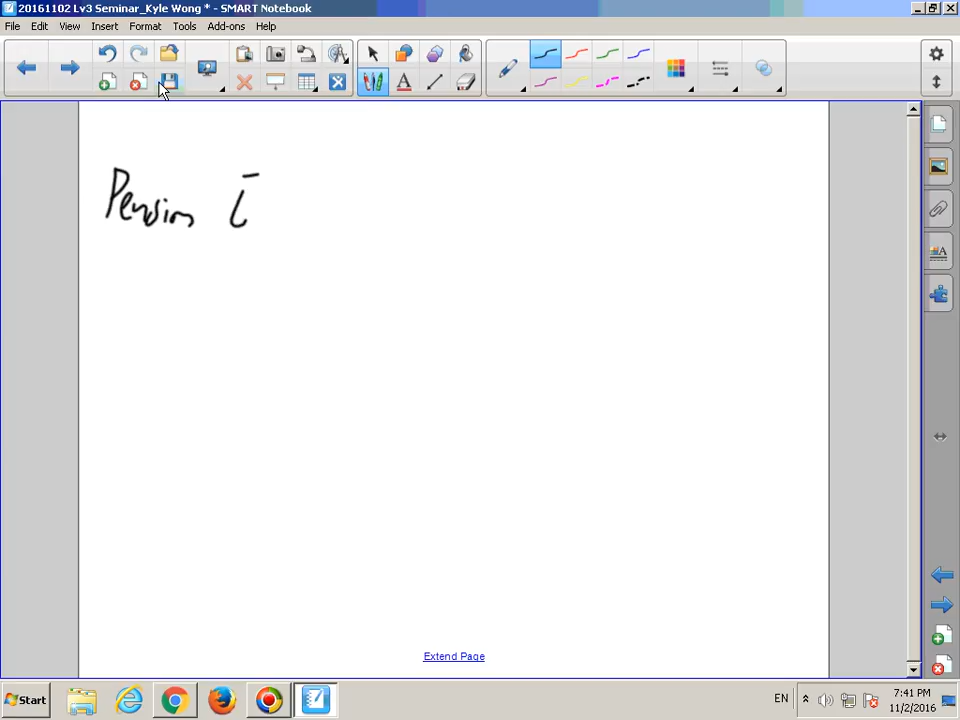 20161102 Lv3 Seminar_Kyle Wong * - SMART Notebook
File Edit View Insert Format Tools Add-ons Help
Pension
Extend Page
Start
EN
7:41 PM
11/2/2016